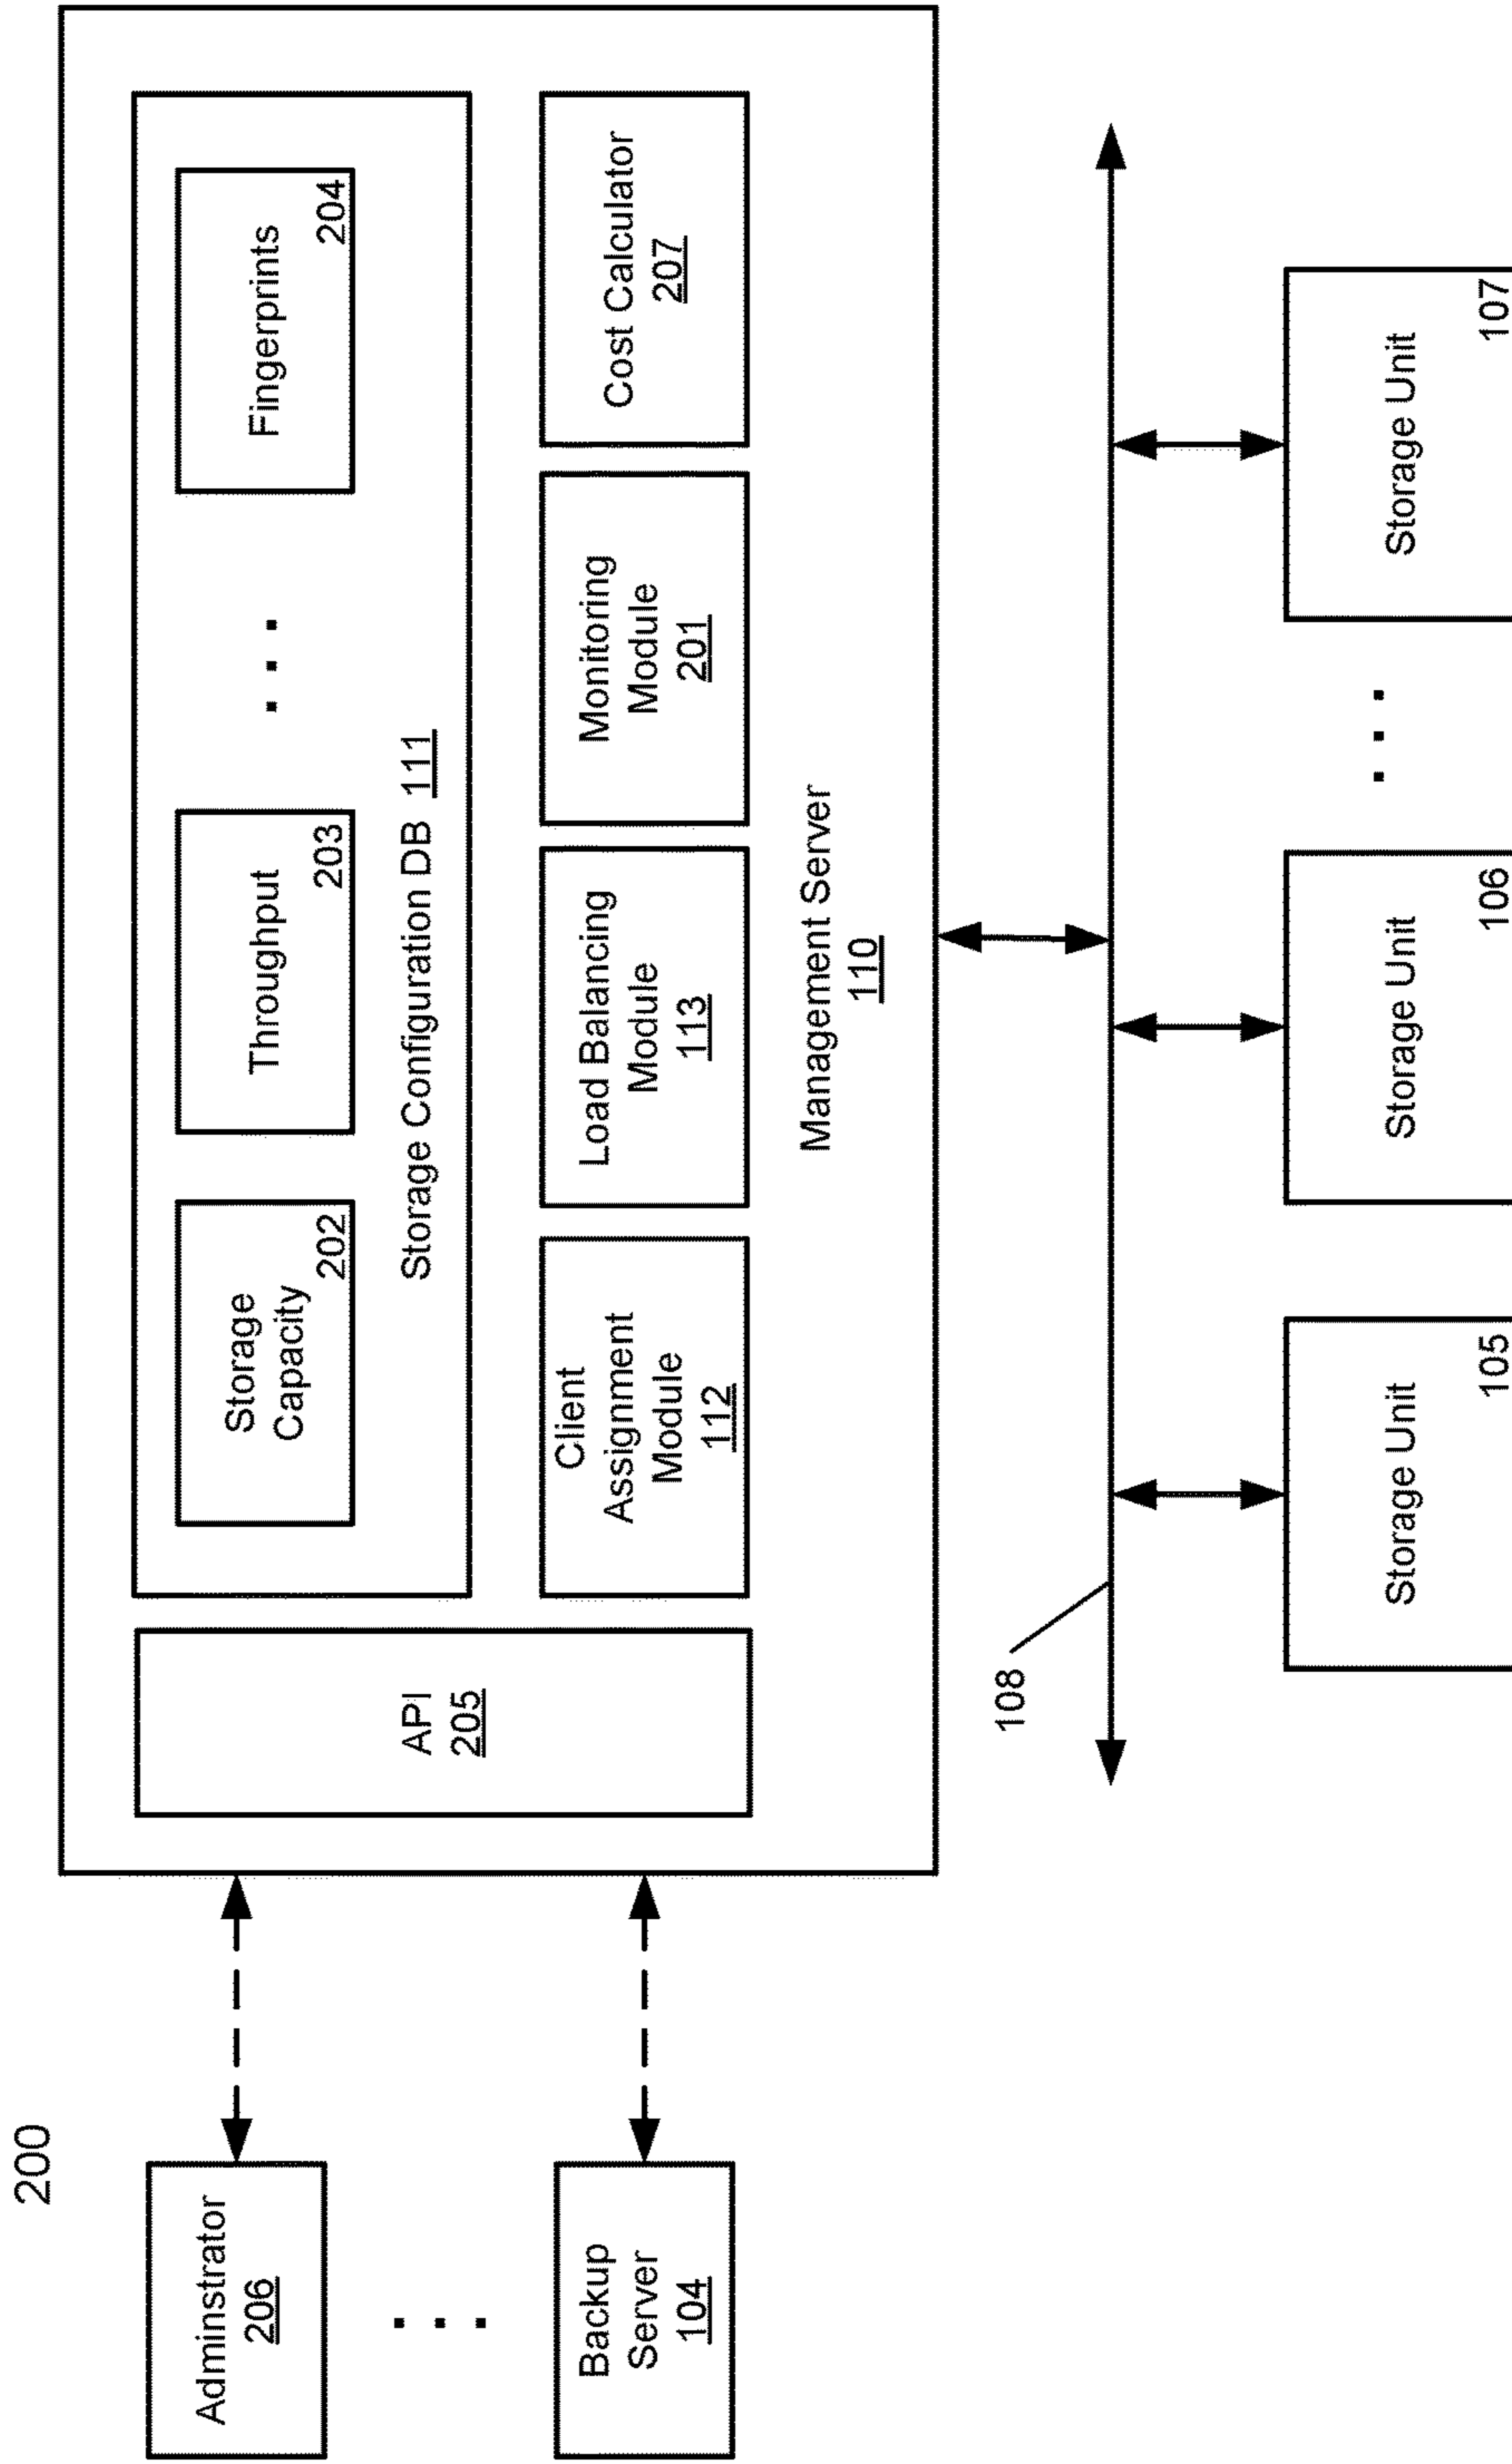 200
Adminstrator
206
. . .
Backup
Server
104
API
205
Storage
Capacity
202
Throughput
203
. . .
Fingerprints
204
Storage Configuration DB 111
Client
Assignment
Module
112
Load Balancing
Module
113
Monitoring
Module
201
Cost Calculator
207
Management Server
110
108
Storage Unit
105
Storage Unit
106
. . .
Storage Unit
107